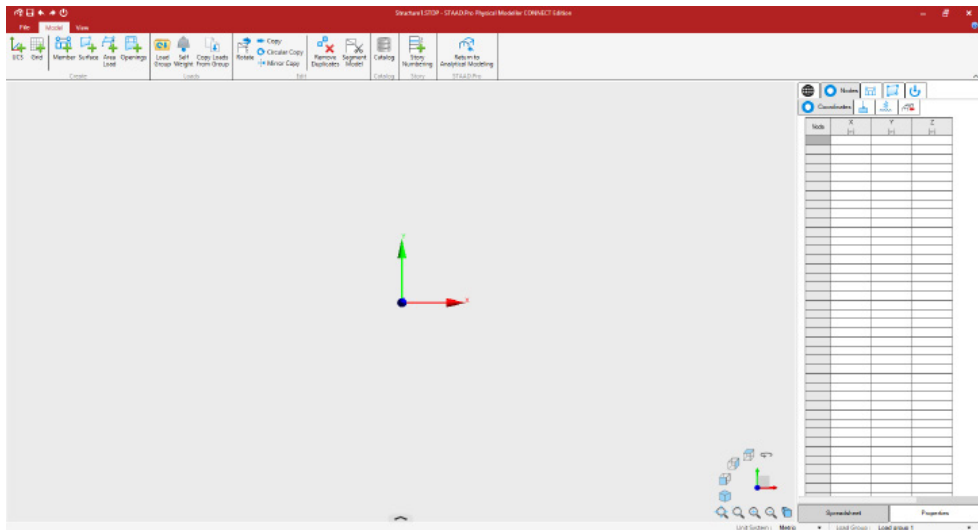 Structure1.STOP - STAAD.Pro Physical Modeller CONNECT Edition
File Model View
UCS Grid Member Surface Area Load Openings Load Group Self Weight Copy Loads From Group Rotate Copy Circular Copy Mirror Copy Remove Duplicates Segment Model Catalog Story Numbering Return to Analytical Modeling
Create Loads Edit Catalog Story STAAD.Pro
Nodes
Coordinates
Node X Y Z
Y
X
Spreadsheet Properties
Unit System : Metric Load Group : Load group 1